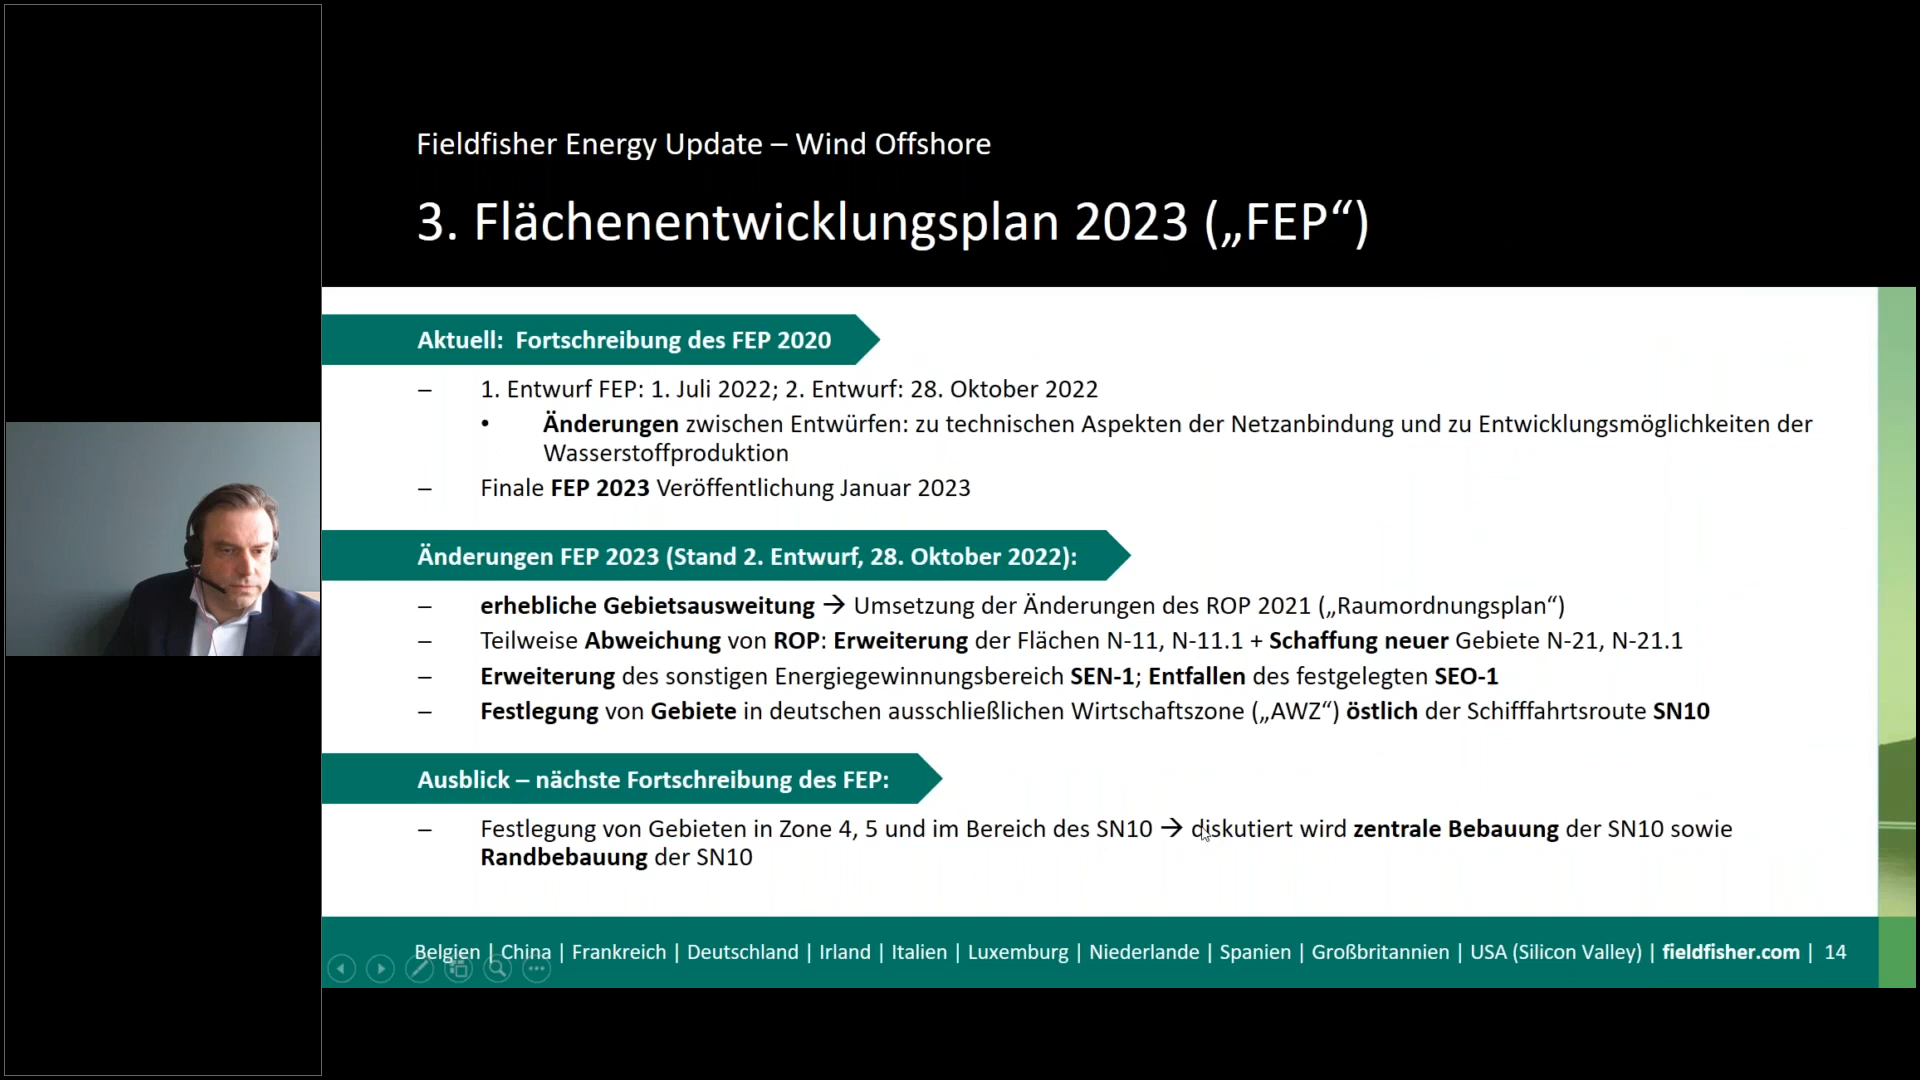 Fieldfisher Energy Update – Wind Offshore
3. Flächenentwicklungsplan 2023 („FEP“)
Aktuell: Fortschreibung des FEP 2020
– 1. Entwurf FEP: 1. Juli 2022; 2. Entwurf: 28. Oktober 2022
• Änderungen zwischen Entwürfen: zu technischen Aspekten der Netzanbindung und zu Entwicklungsmöglichkeiten der
Wasserstoffproduktion
– Finale FEP 2023 Veröffentlichung Januar 2023
Änderungen FEP 2023 (Stand 2. Entwurf, 28. Oktober 2022):
– erhebliche Gebietsausweitung → Umsetzung der Änderungen des ROP 2021 („Raumordnungsplan“)
– Teilweise Abweichung von ROP: Erweiterung der Flächen N-11, N-11.1 + Schaffung neuer Gebiete N-21, N-21.1
– Erweiterung des sonstigen Energiegewinnungsbereich SEN-1; Entfallen des festgelegten SEO-1
– Festlegung von Gebiete in deutschen ausschließlichen Wirtschaftszone („AWZ“) östlich der Schifffahrtsroute SN10
Ausblick – nächste Fortschreibung des FEP:
– Festlegung von Gebieten in Zone 4, 5 und im Bereich des SN10 → diskutiert wird zentrale Bebauung der SN10 sowie
Randbebauung der SN10
Belgien | China | Frankreich | Deutschland | Irland | Italien | Luxemburg | Niederlande | Spanien | Großbritannien | USA (Silicon Valley) | fieldfisher.com | 14